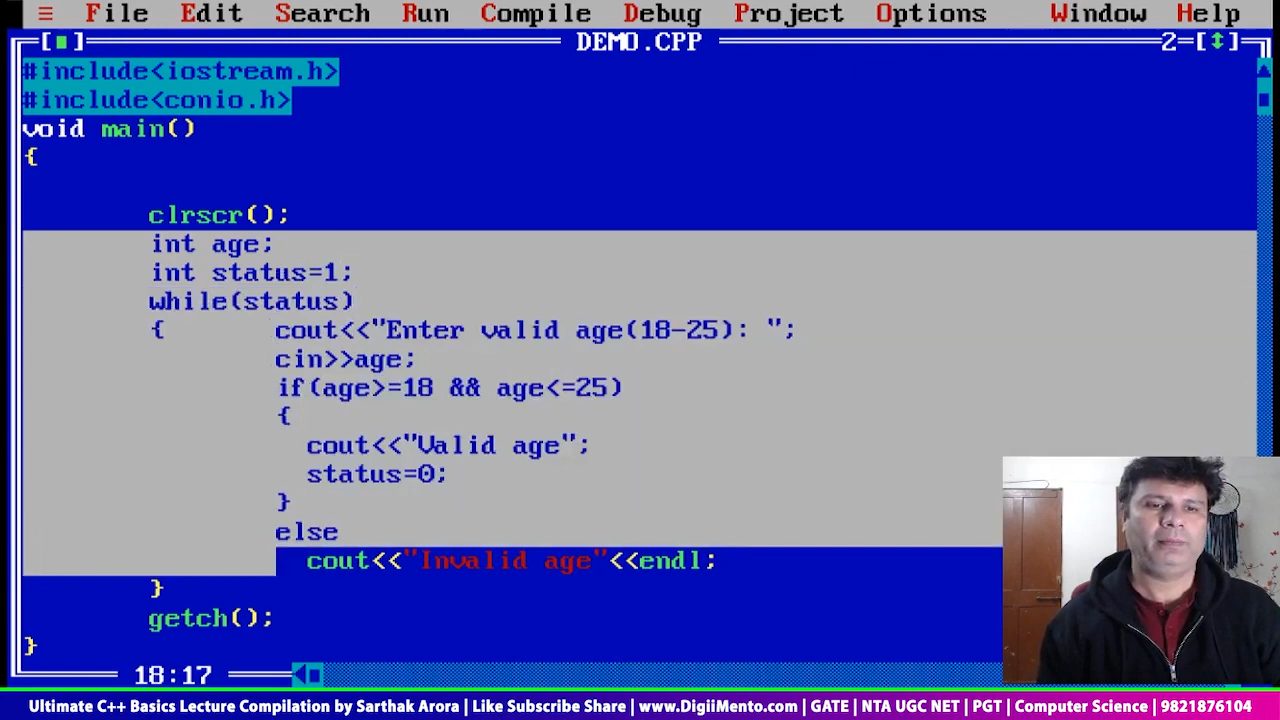 ≡ File Edit Search Run Compile Debug Project Options Window Help
[■] DEMO.CPP 2=[↕]
#include<iostream.h>
#include<conio.h>
void main()
{
clrscr();
int age;
int status=1;
while(status)
{ cout<<"Enter valid age(18-25): ";
cin>>age;
if(age>=18 && age<=25)
{
cout<<"Valid age";
status=0;
}
else
cout<<"Invalid age"<<endl;
}
getch();
}
18:17
Ultimate C++ Basics Lecture Compilation by Sarthak Arora | Like Subscribe Share | www.DigiiMento.com | GATE | NTA UGC NET | PGT | Computer Science | 9821876104